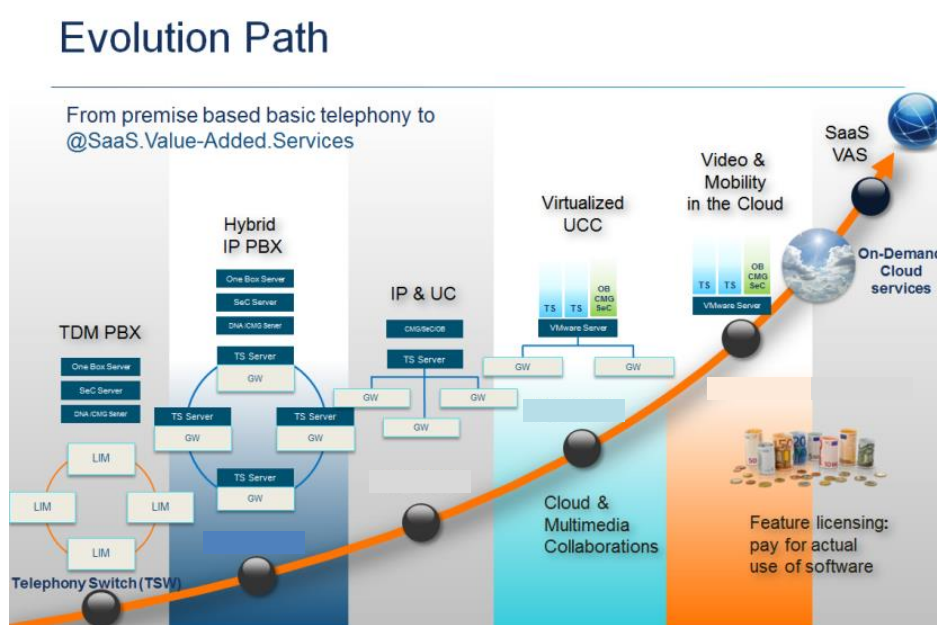 Evolution Path
From premise based basic telephony to
@SaaS.Value-Added.Services
TDM PBX
One Box Server
SeC Server
DNA /CMG Server
LIM
LIM
LIM
LIM
Telephony Switch (TSW)
Hybrid
IP PBX
One Box Server
SeC Server
DNA /CMG Server
TS Server
GW
TS Server
GW
TS Server
GW
TS Server
GW
IP & UC
CMG/SeC/OB
TS Server
GW
GW
GW
Virtualized
UCC
TS
TS
OB
CMG
SeC
VMware Server
GW
GW
Cloud &
Multimedia
Collaborations
Video &
Mobility
in the Cloud
TS
TS
OB
CMG
SeC
VMware Server
Feature licensing:
pay for actual
use of software
SaaS
VAS
On-Demand
Cloud
services